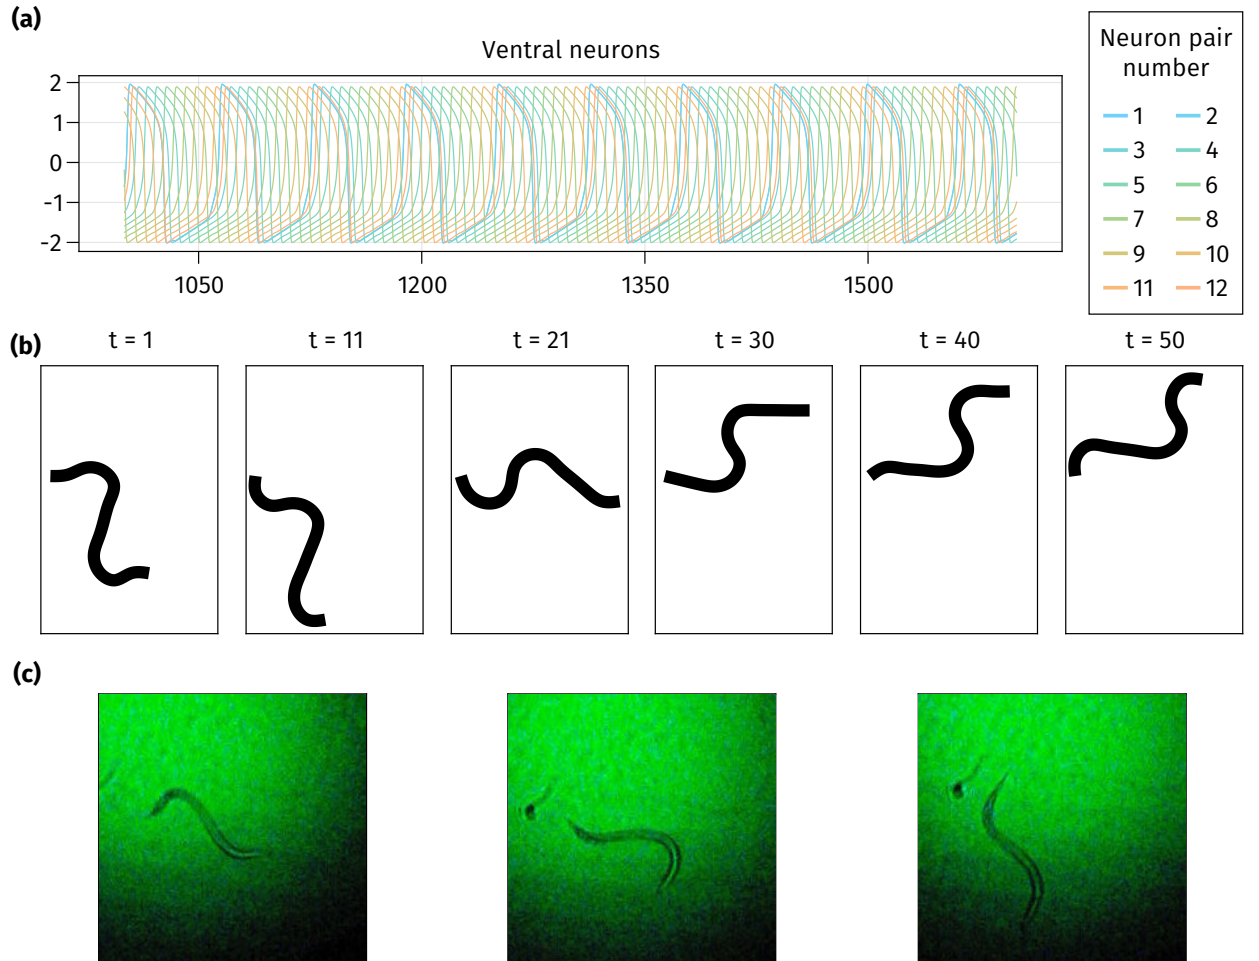 (a)
Ventral neurons
2
1
0
-1
-2
1050 1200 1350 1500
Neuron pair
number
1 2
3 4
5 6
7 8
9 10
11 12
(b)
t = 1 t = 11 t = 21 t = 30 t = 40 t = 50
(c)